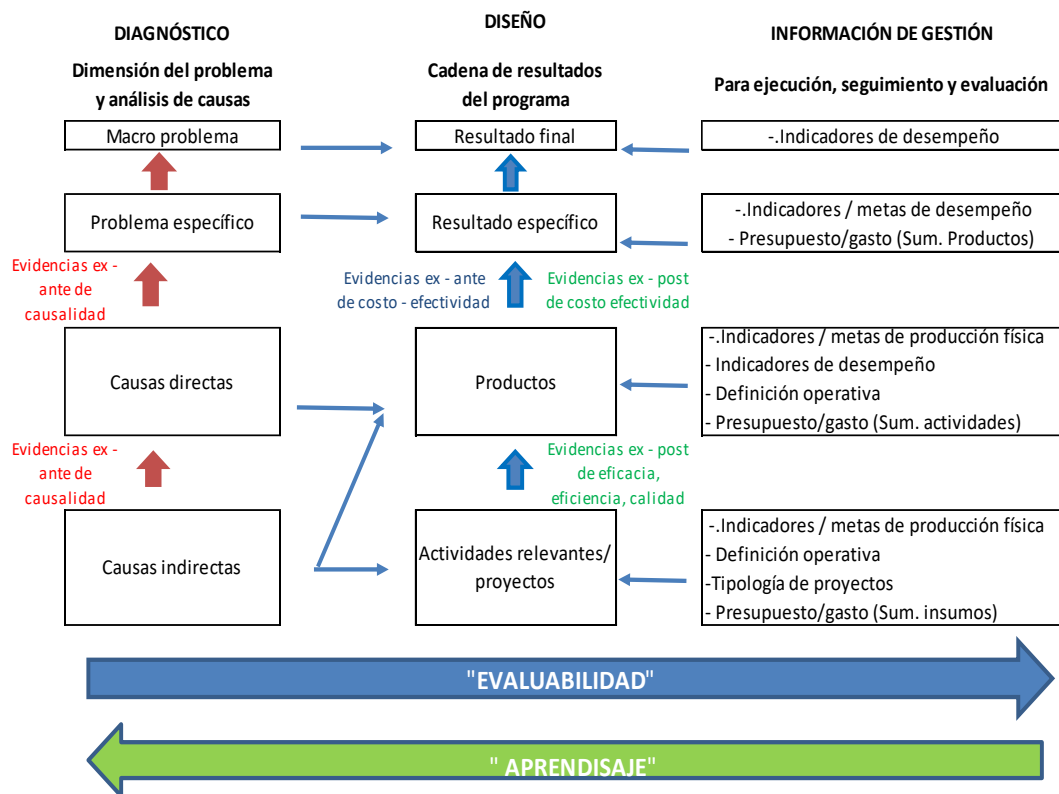 DIAGNÓSTICO
Dimensión del problema
y análisis de causas
DISEÑO
Cadena de resultados
del programa
INFORMACIÓN DE GESTIÓN
Para ejecución, seguimiento y evaluación
Macro problema
Resultado final
-.Indicadores de desempeño
Problema específico
Resultado específico
-.Indicadores / metas de desempeño
- Presupuesto/gasto (Sum. Productos)
Evidencias ex -
ante de
causalidad
Evidencias ex - ante
de costo - efectividad
Evidencias ex - post
de costo efectividad
Causas directas
Productos
-.Indicadores / metas de producción física
- Indicadores de desempeño
- Definición operativa
- Presupuesto/gasto (Sum. actividades)
Evidencias ex -
ante de
causalidad
Evidencias ex - post
de eficacia,
eficiencia, calidad
Causas indirectas
Actividades relevantes/
proyectos
-.Indicadores / metas de producción física
- Definición operativa
-Tipología de proyectos
- Presupuesto/gasto (Sum. insumos)
"EVALUABILIDAD"
" APRENDISAJE"